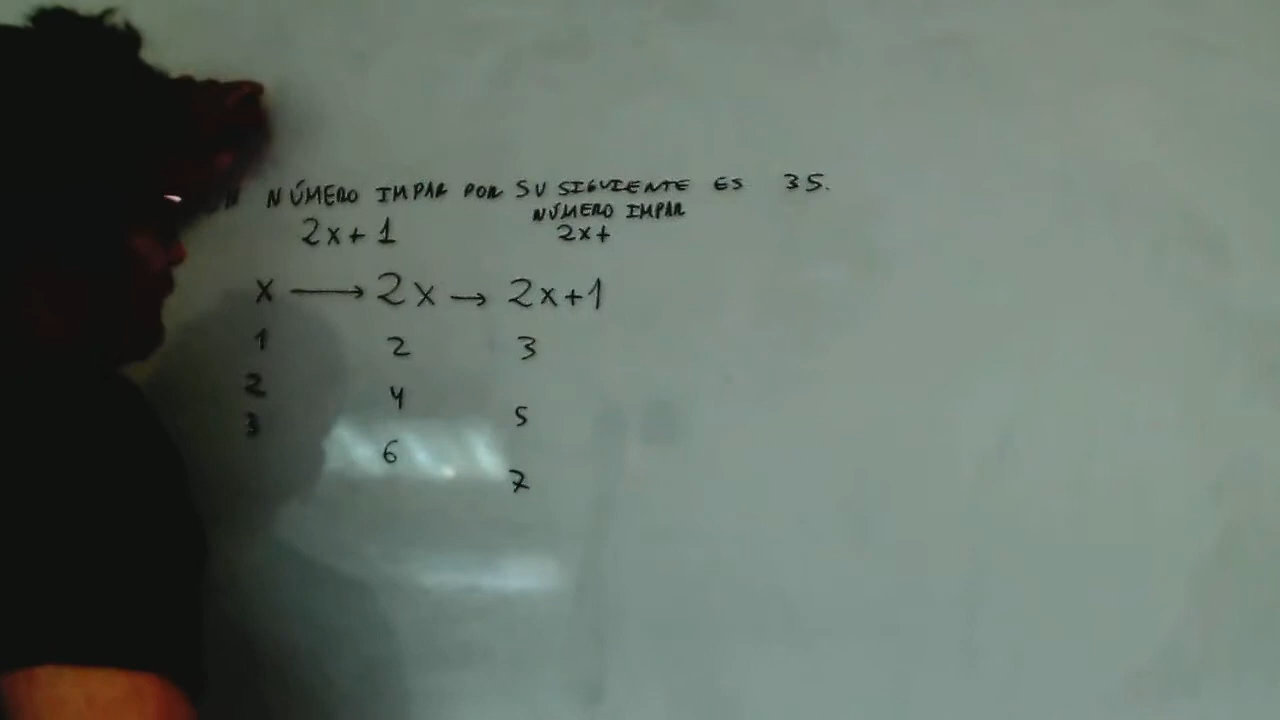 NÚMERO IMPAR POR SU SIGUIENTE ES 35.
NÚMERO IMPAR
2x+1 2x+
x → 2x → 2x+1
1 2 3
2 4 5
3 6 7